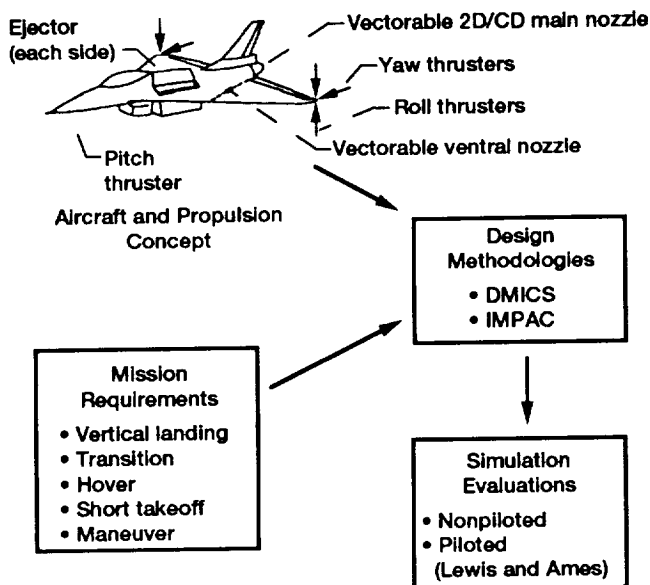 Ejector
(each side)
Vectorable 2D/CD main nozzle
Yaw thrusters
Roll thrusters
Vectorable ventral nozzle
Pitch
thruster
Aircraft and Propulsion
Concept
Design
Methodologies
• DMICS
• IMPAC
Mission
Requirements
• Vertical landing
• Transition
• Hover
• Short takeoff
• Maneuver
Simulation
Evaluations
• Nonpiloted
• Piloted
(Lewis and Ames)